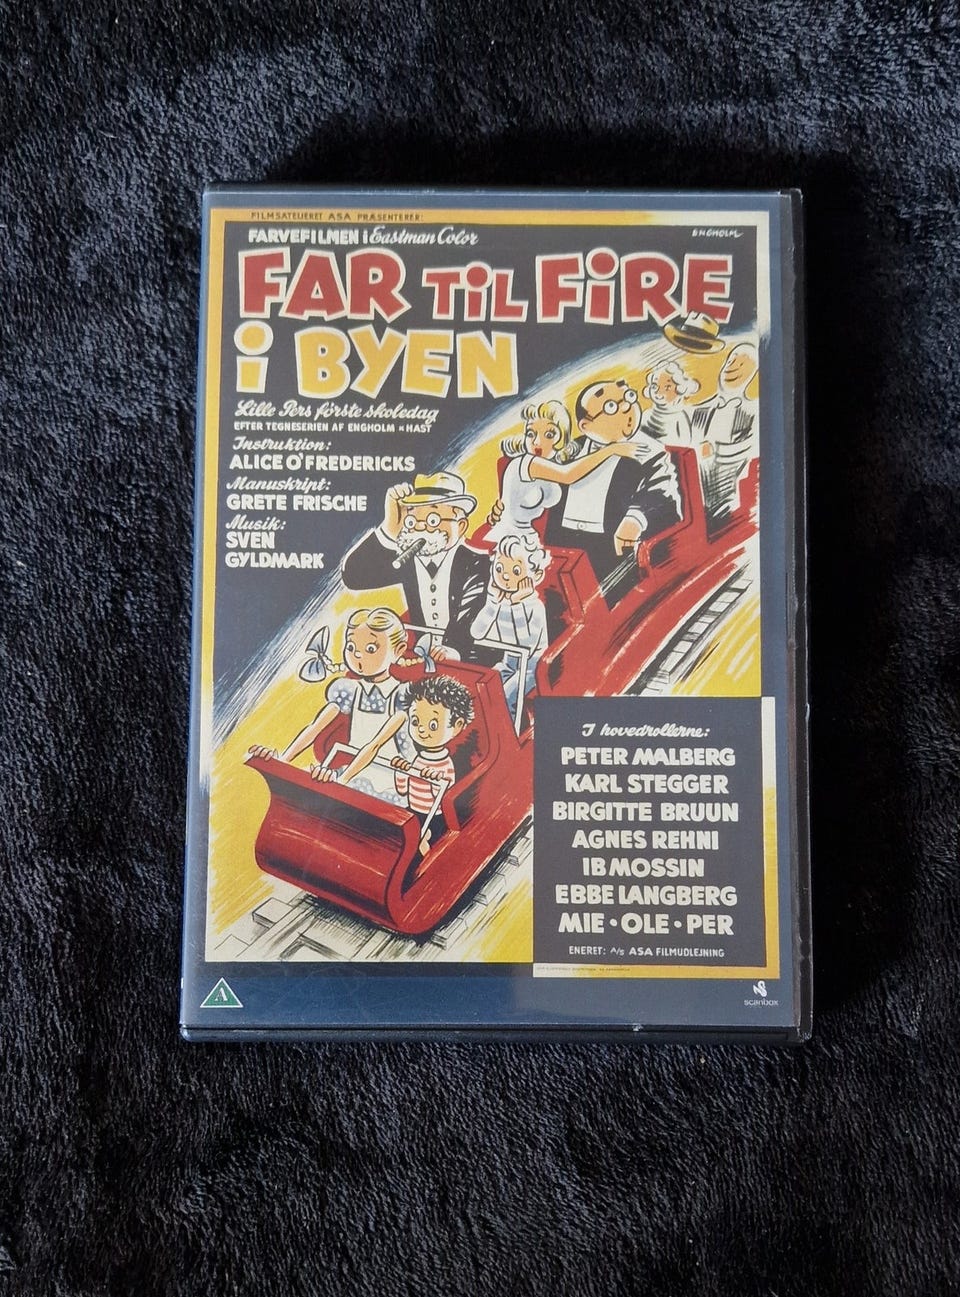 FILMSATELIERET ASA PRÆSENTERER:
FARVEFILMEN i Eastman Color
ENGHOLM
FAR TiL FiRE
i BYEN
Lille Pers første skoledag
EFTER TEGNESERIEN AF ENGHOLM & HAST
Instruktion:
ALICE O'FREDERICKS
Manuskript:
GRETE FRISCHE
Musik:
SVEN
GYLDMARK
I hovedrollerne:
PETER MALBERG
KARL STEGGER
BIRGITTE BRUUN
AGNES REHNI
IB MOSSIN
EBBE LANGBERG
MIE • OLE • PER
ENERET: A/S ASA FILMUDLEJNING
A
scanbox